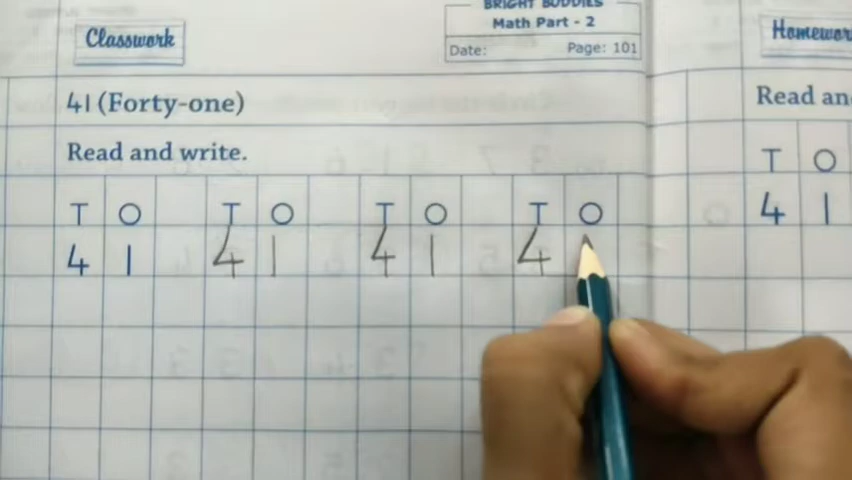 BRIGHT BUDDIES
Classwork
Math Part - 2
Date: Page: 101
41 (Forty-one)
Read and write.
T O T O T O T O
4 1 4 1 4 1 4
Homewor
Read an
T O
4 1